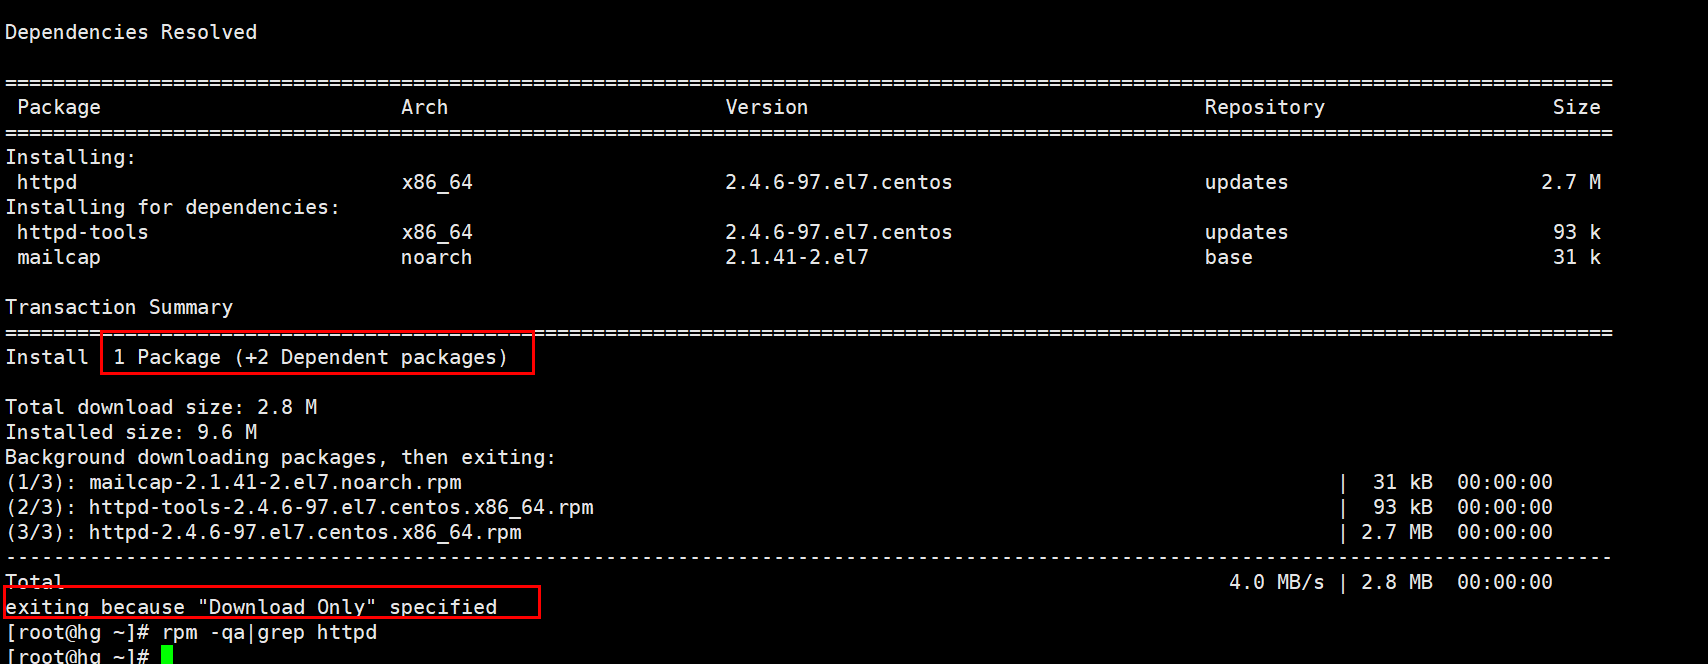 Dependencies Resolved
================================================================================
Package Arch Version Repository Size
================================================================================
Installing:
httpd x86_64 2.4.6-97.el7.centos updates 2.7 M
Installing for dependencies:
httpd-tools x86_64 2.4.6-97.el7.centos updates 93 k
mailcap noarch 2.1.41-2.el7 base 31 k
Transaction Summary
================================================================================
Install 1 Package (+2 Dependent packages)
Total download size: 2.8 M
Installed size: 9.6 M
Background downloading packages, then exiting:
(1/3): mailcap-2.1.41-2.el7.noarch.rpm | 31 kB 00:00:00
(2/3): httpd-tools-2.4.6-97.el7.centos.x86_64.rpm | 93 kB 00:00:00
(3/3): httpd-2.4.6-97.el7.centos.x86_64.rpm | 2.7 MB 00:00:00
--------------------------------------------------------------------------------
Total 4.0 MB/s | 2.8 MB 00:00:00
exiting because "Download Only" specified
[root@hg ~]# rpm -qa|grep httpd
[root@hg ~]#